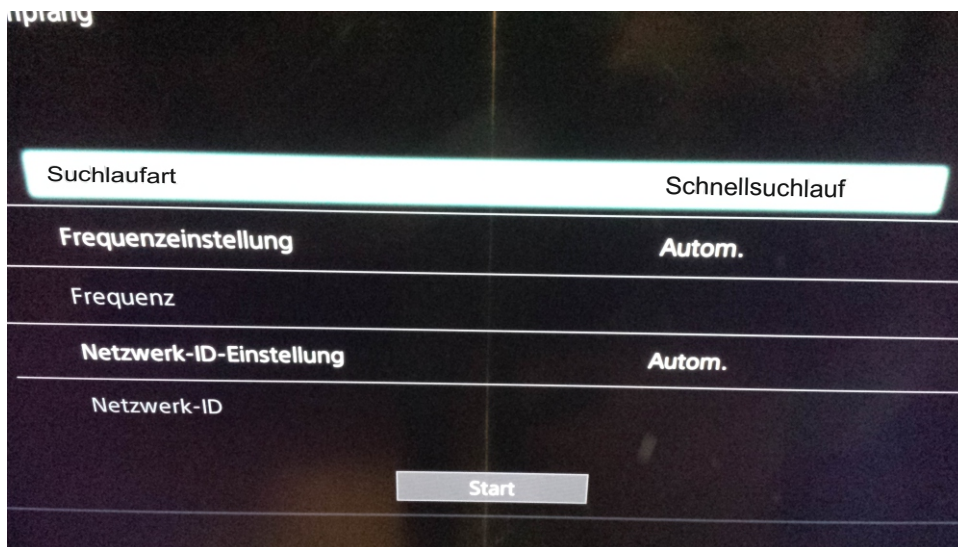 Suchlaufart Schnellsuchlauf
Frequenzeinstellung Autom.
Frequenz
Netzwerk-ID-Einstellung Autom.
Netzwerk-ID
Start